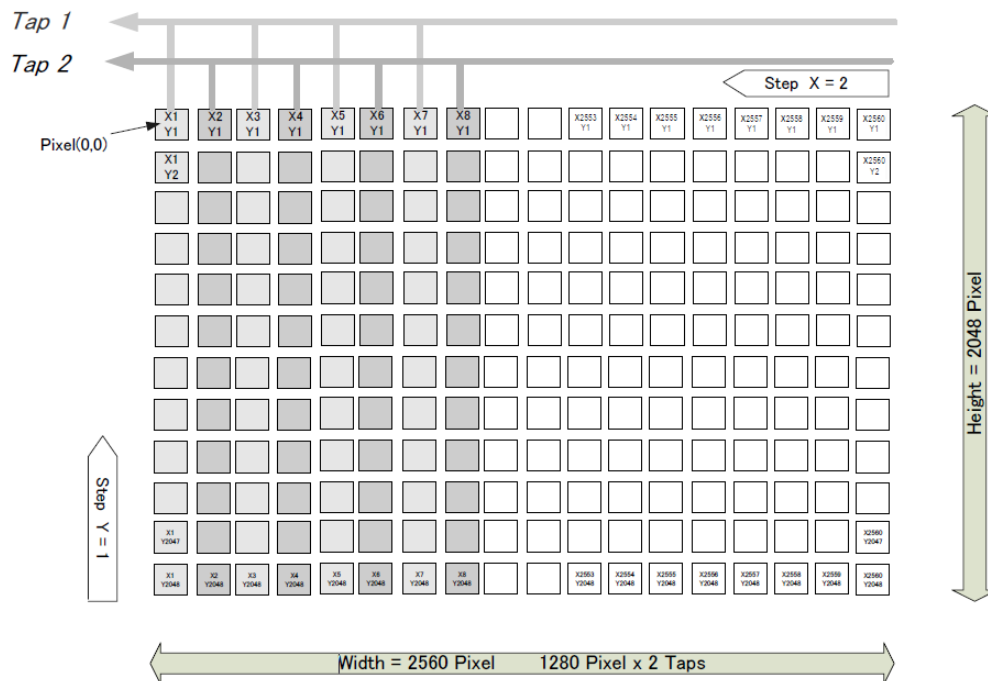 Tap 1
Tap 2
Step X = 2
X1 X2 X3 X4 X5 X6 X7 X8 X2553 X2554 X2555 X2556 X2557 X2558 X2559 X2560
Y1 Y1 Y1 Y1 Y1 Y1 Y1 Y1 Y1 Y1 Y1 Y1 Y1 Y1 Y1 Y1
Pixel(0,0)
X1 X2560
Y2 Y2
Height = 2048 Pixel
Step Y = 1
X1 X2560
Y2047 Y2047
X1 X2 X3 X4 X5 X6 X7 X8 X2553 X2554 X2555 X2556 X2557 X2558 X2559 X2560
Y2048 Y2048 Y2048 Y2048 Y2048 Y2048 Y2048 Y2048 Y2048 Y2048 Y2048 Y2048 Y2048 Y2048 Y2048 Y2048
Width = 2560 Pixel 1280 Pixel x 2 Taps